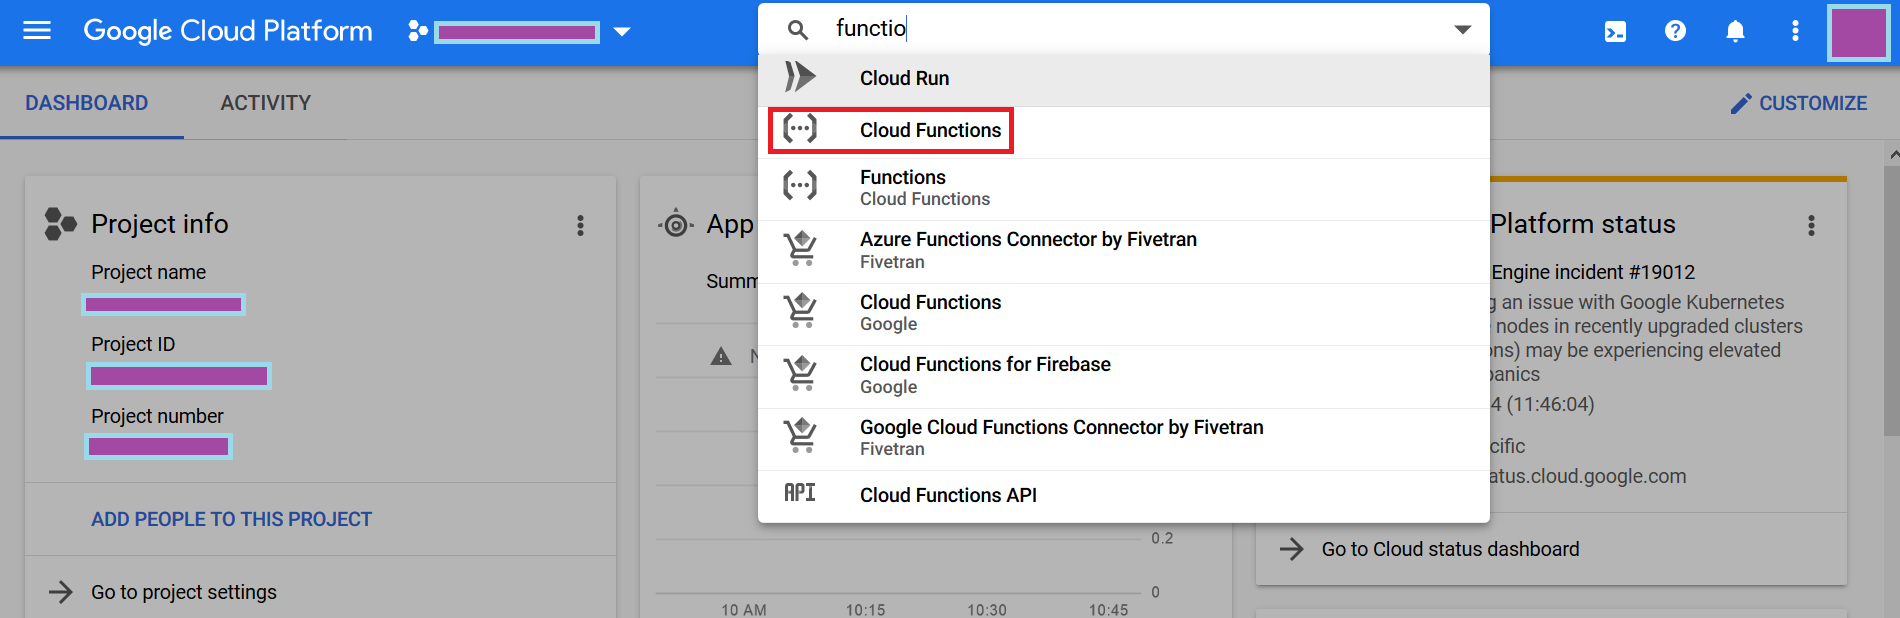 Google Cloud Platform
functio
DASHBOARD
ACTIVITY
CUSTOMIZE
Cloud Run
Cloud Functions
Functions
Cloud Functions
Azure Functions Connector by Fivetran
Fivetran
Cloud Functions
Google
Cloud Functions for Firebase
Google
Google Cloud Functions Connector by Fivetran
Fivetran
API
Cloud Functions API
Project info
Project name
Project ID
Project number
ADD PEOPLE TO THIS PROJECT
Go to project settings
App
Summ
N
0.2
0
10 AM
10:15
10:30
10:45
Platform status
Engine incident #19012
g an issue with Google Kubernetes
nodes in recently upgraded clusters
ons) may be experiencing elevated
panics
4 (11:46:04)
cific
atus.cloud.google.com
Go to Cloud status dashboard